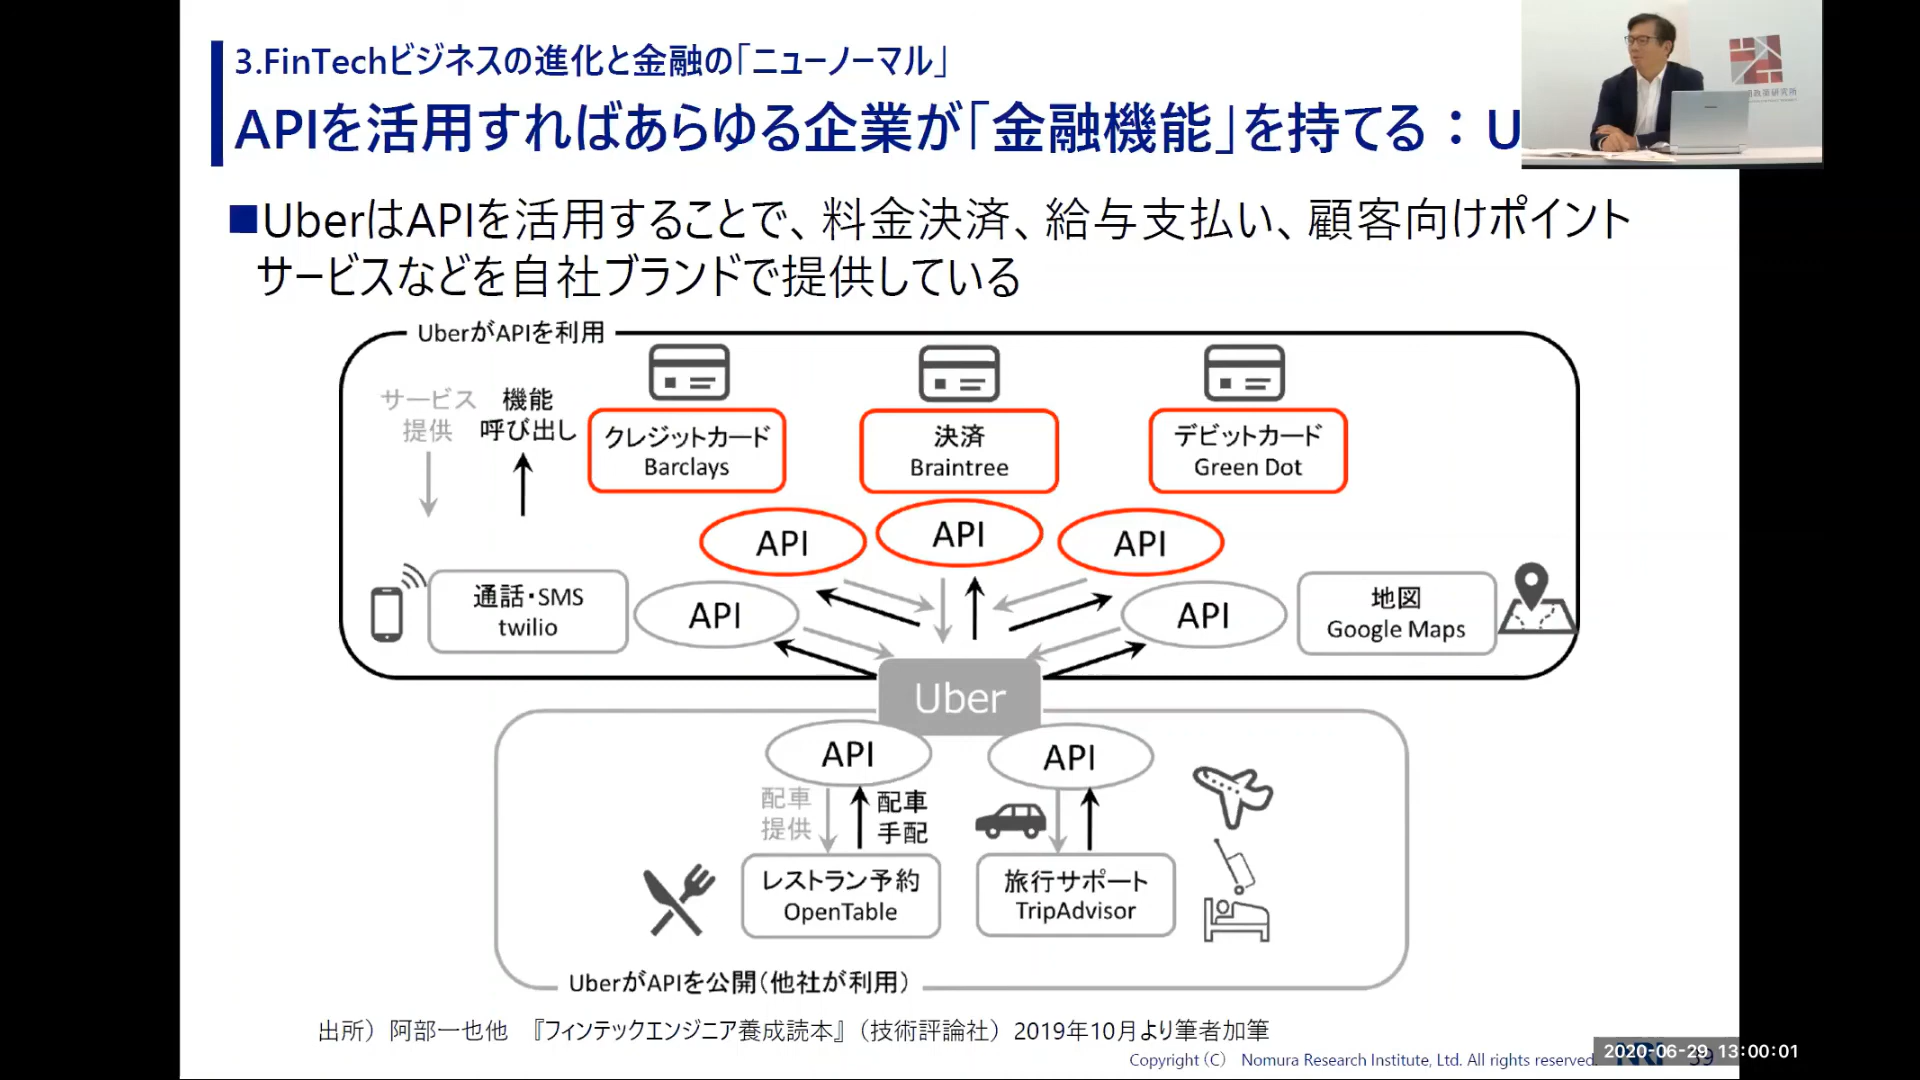 3.FinTechビジネスの進化と金融の「ニューノーマル」
APIを活用すればあらゆる企業が「金融機能」を持てる：U
■UberはAPIを活用することで、料金決済、給与支払い、顧客向けポイント
サービスなどを自社ブランドで提供している
UberがAPIを利用
サービス
提供
機能
呼び出し
クレジットカード
Barclays
決済
Braintree
デビットカード
Green Dot
API
API
API
通話・SMS
twilio
API
API
地図
Google Maps
Uber
API
API
配車
提供
配車
手配
レストラン予約
OpenTable
旅行サポート
TripAdvisor
UberがAPIを公開（他社が利用）
出所）阿部一也他　『フィンテックエンジニア養成読本』（技術評論社）2019年10月より筆者加筆
Copyright（C） Nomura Research Institute, Ltd. All rights reserved.
2020-06-29 13:00:01